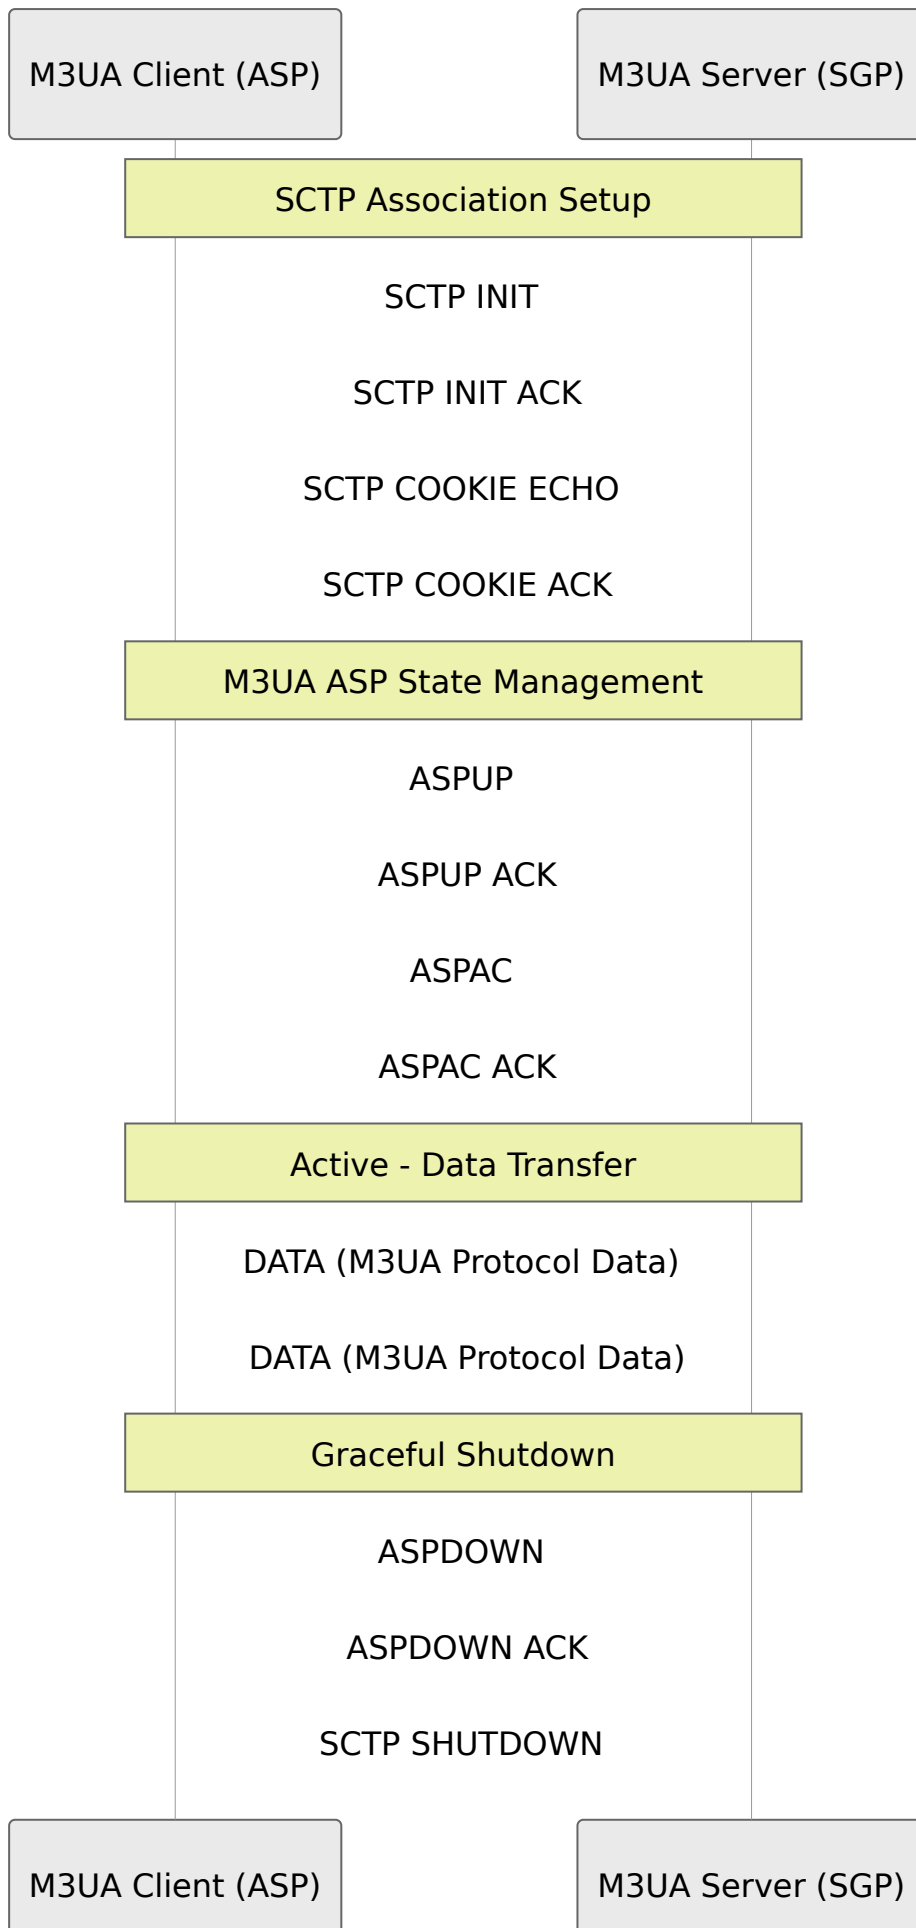 M3UA Client (ASP)
M3UA Server (SGP)
SCTP Association Setup
SCTP INIT
SCTP INIT ACK
SCTP COOKIE ECHO
SCTP COOKIE ACK
M3UA ASP State Management
ASPUP
ASPUP ACK
ASPAC
ASPAC ACK
Active - Data Transfer
DATA (M3UA Protocol Data)
DATA (M3UA Protocol Data)
Graceful Shutdown
ASPDOWN
ASPDOWN ACK
SCTP SHUTDOWN
M3UA Client (ASP)
M3UA Server (SGP)